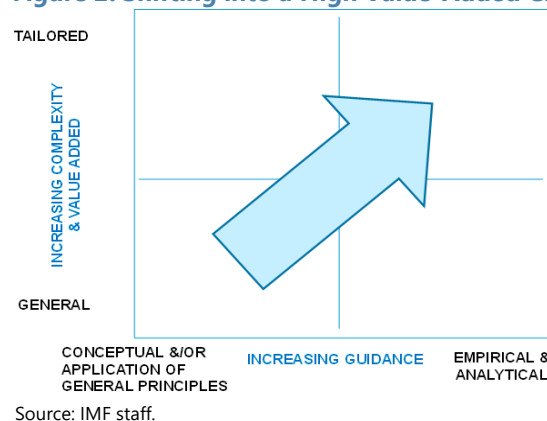 TAILORED
INCREASING COMPLEXITY
& VALUE ADDED
GENERAL
CONCEPTUAL &/OR
APPLICATION OF
GENERAL PRINCIPLES
INCREASING GUIDANCE
EMPIRICAL &
ANALYTICAL
Source: IMF staff.